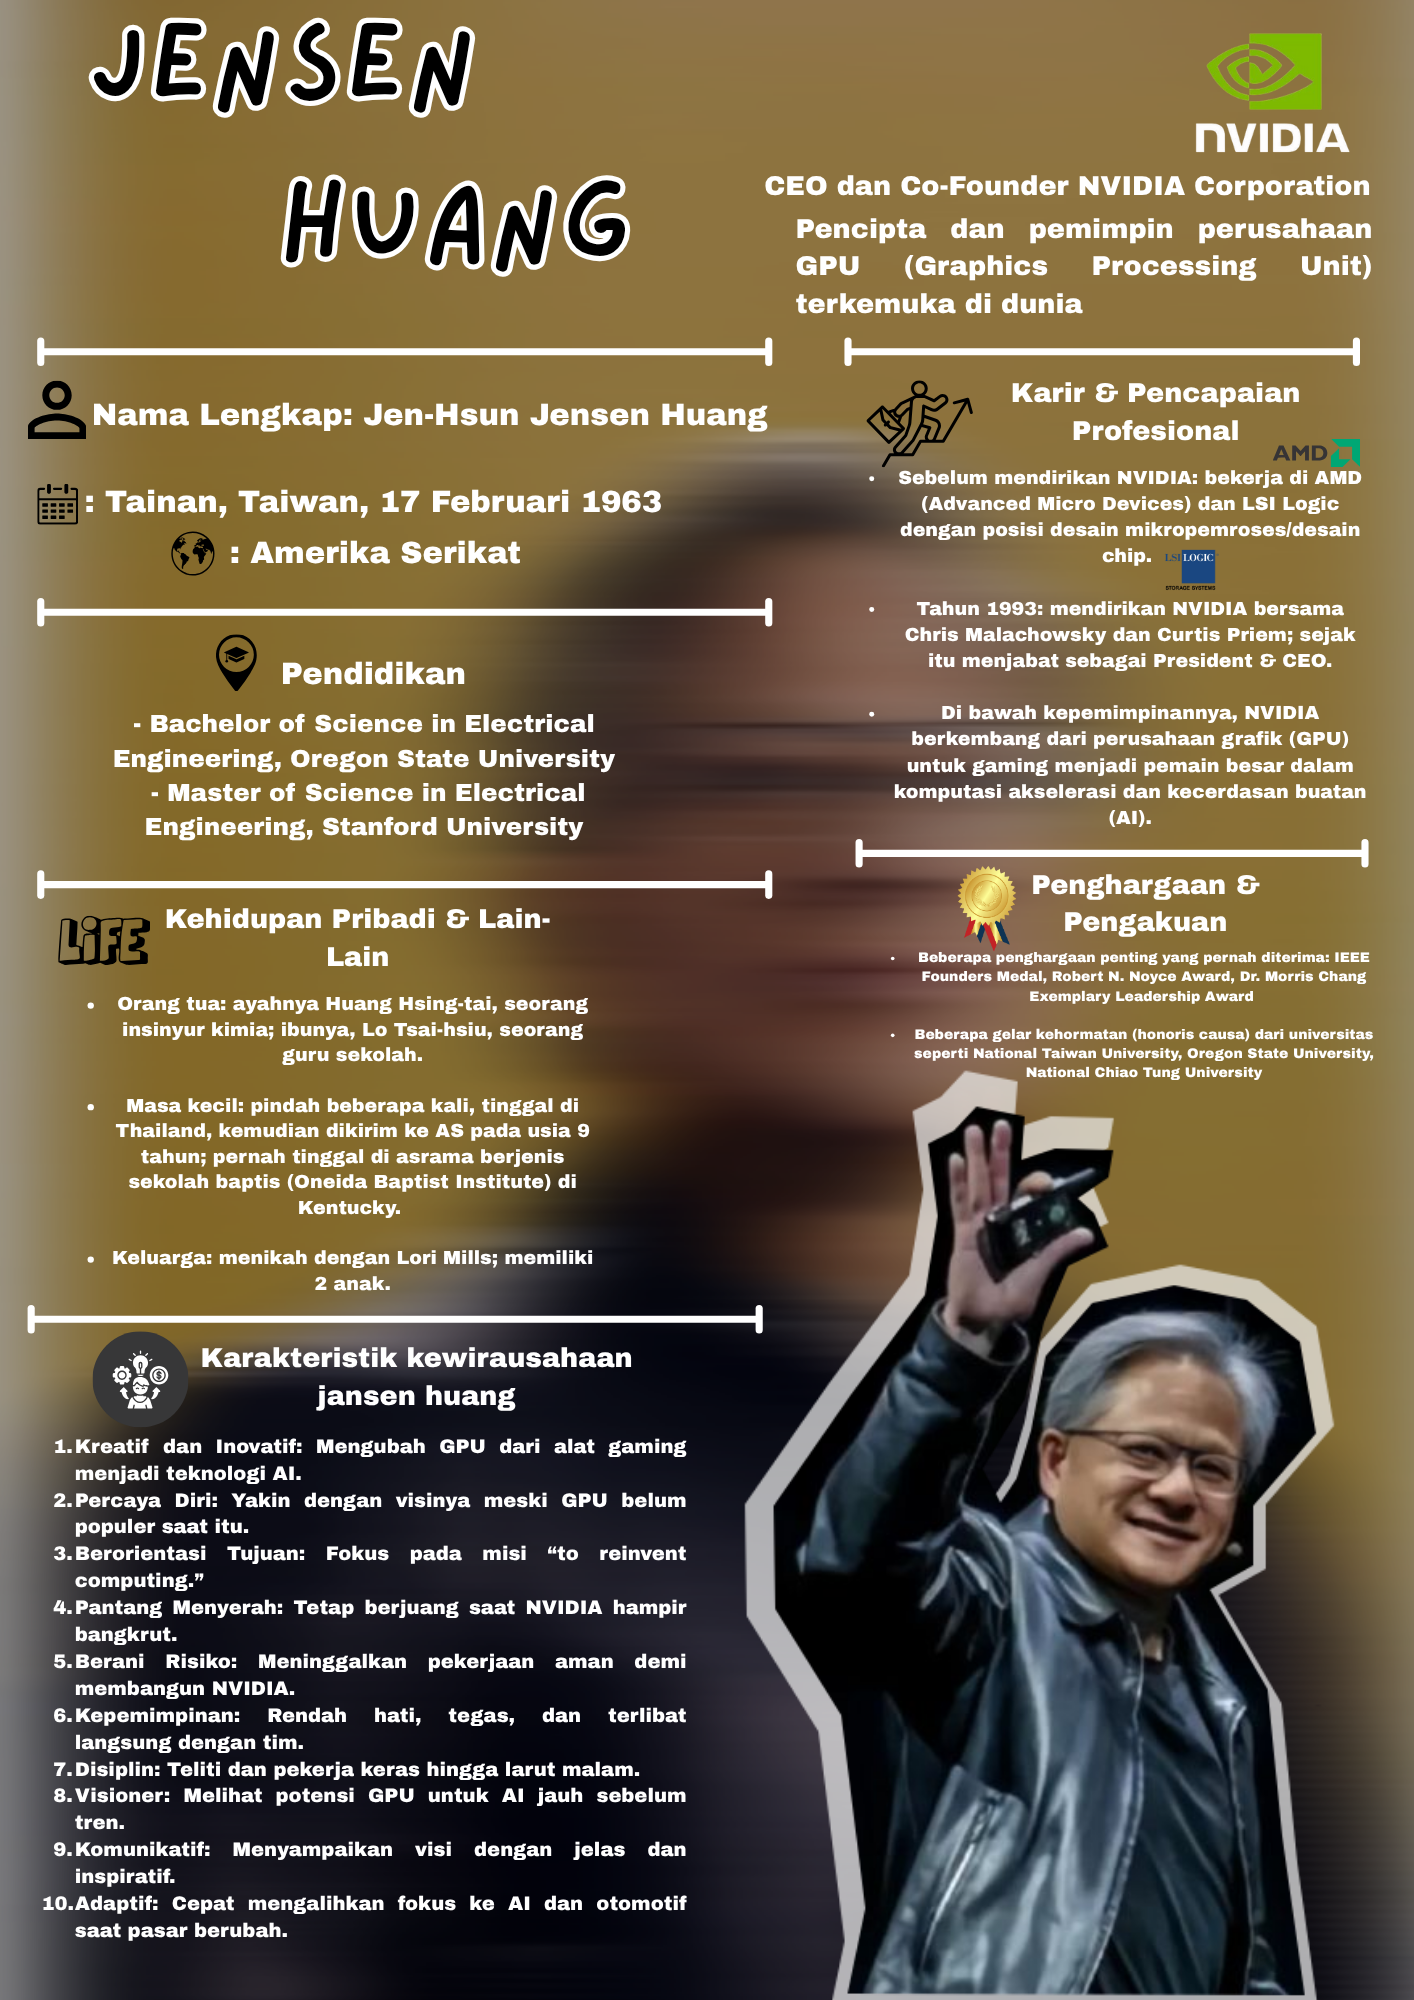 JENSEN
HUANG
NVIDIA
CEO dan Co-Founder NVIDIA Corporation
Pencipta dan pemimpin perusahaan
GPU (Graphics Processing Unit)
terkemuka di dunia
Nama Lengkap: Jen-Hsun Jensen Huang
: Tainan, Taiwan, 17 Februari 1963
: Amerika Serikat
Pendidikan
- Bachelor of Science in Electrical
Engineering, Oregon State University
- Master of Science in Electrical
Engineering, Stanford University
LIFE
Kehidupan Pribadi & Lain-
Lain
• Orang tua: ayahnya Huang Hsing-tai, seorang
insinyur kimia; ibunya, Lo Tsai-hsiu, seorang
guru sekolah.
• Masa kecil: pindah beberapa kali, tinggal di
Thailand, kemudian dikirim ke AS pada usia 9
tahun; pernah tinggal di asrama berjenis
sekolah baptis (Oneida Baptist Institute) di
Kentucky.
• Keluarga: menikah dengan Lori Mills; memiliki
2 anak.
Karakteristik kewirausahaan
jansen huang
1. Kreatif dan Inovatif: Mengubah GPU dari alat gaming
menjadi teknologi AI.
2. Percaya Diri: Yakin dengan visinya meski GPU belum
populer saat itu.
3. Berorientasi Tujuan: Fokus pada misi “to reinvent
computing.”
4. Pantang Menyerah: Tetap berjuang saat NVIDIA hampir
bangkrut.
5. Berani Risiko: Meninggalkan pekerjaan aman demi
membangun NVIDIA.
6. Kepemimpinan: Rendah hati, tegas, dan terlibat
langsung dengan tim.
7. Disiplin: Teliti dan pekerja keras hingga larut malam.
8. Visioner: Melihat potensi GPU untuk AI jauh sebelum
tren.
9. Komunikatif: Menyampaikan visi dengan jelas dan
inspiratif.
10. Adaptif: Cepat mengalihkan fokus ke AI dan otomotif
saat pasar berubah.
Karir & Pencapaian
Profesional
AMD
• Sebelum mendirikan NVIDIA: bekerja di AMD
(Advanced Micro Devices) dan LSI Logic
dengan posisi desain mikropemroses/desain
chip.
LSI LOGIC
STORAGE SYSTEMS
• Tahun 1993: mendirikan NVIDIA bersama
Chris Malachowsky dan Curtis Priem; sejak
itu menjabat sebagai President & CEO.
• Di bawah kepemimpinannya, NVIDIA
berkembang dari perusahaan grafik (GPU)
untuk gaming menjadi pemain besar dalam
komputasi akselerasi dan kecerdasan buatan
(AI).
Penghargaan &
Pengakuan
• Beberapa penghargaan penting yang pernah diterima: IEEE
Founders Medal, Robert N. Noyce Award, Dr. Morris Chang
Exemplary Leadership Award
• Beberapa gelar kehormatan (honoris causa) dari universitas
seperti National Taiwan University, Oregon State University,
National Chiao Tung University